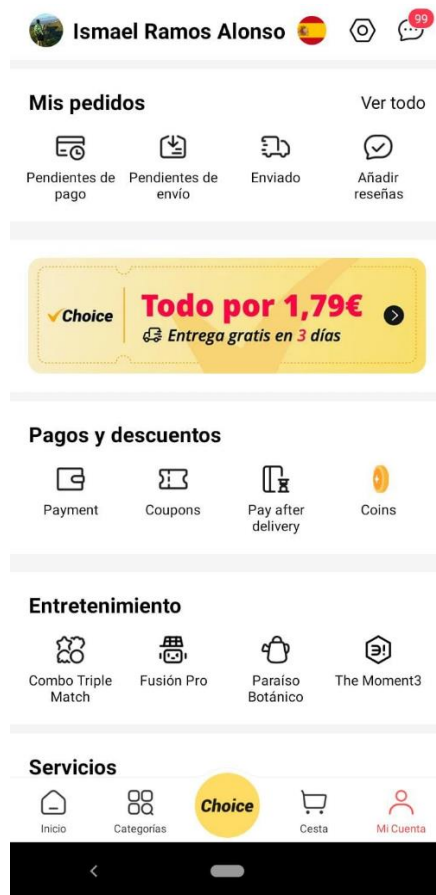 Ismael Ramos Alonso
99
Mis pedidos
Ver todo
Pendientes de pago
Pendientes de envío
Enviado
Añadir reseñas
Choice
Todo por 1,79€
Entrega gratis en 3 días
Pagos y descuentos
Payment
Coupons
Pay after delivery
Coins
Entretenimiento
Combo Triple Match
Fusión Pro
Paraíso Botánico
The Moment3
Servicios
Inicio
Categorías
Choice
Cesta
Mi Cuenta